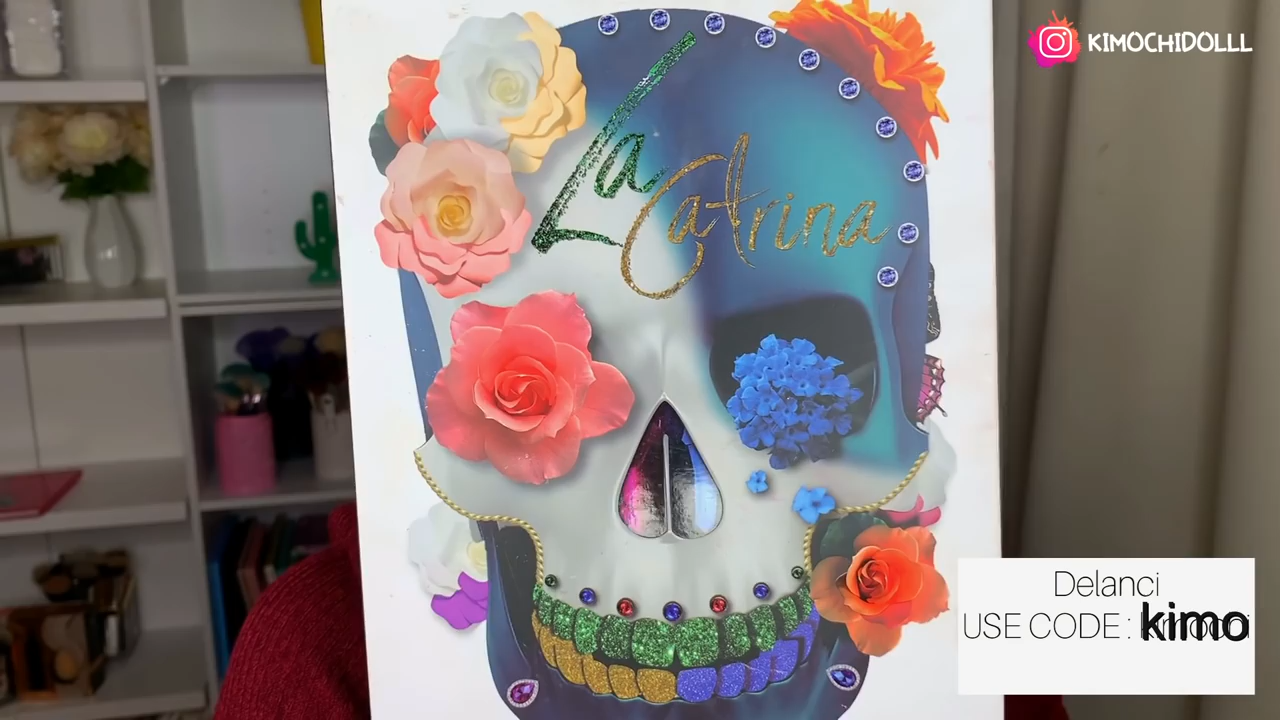 KIMOCHIDOLLL
La
Catrina
Delanci
USE CODE : kimo